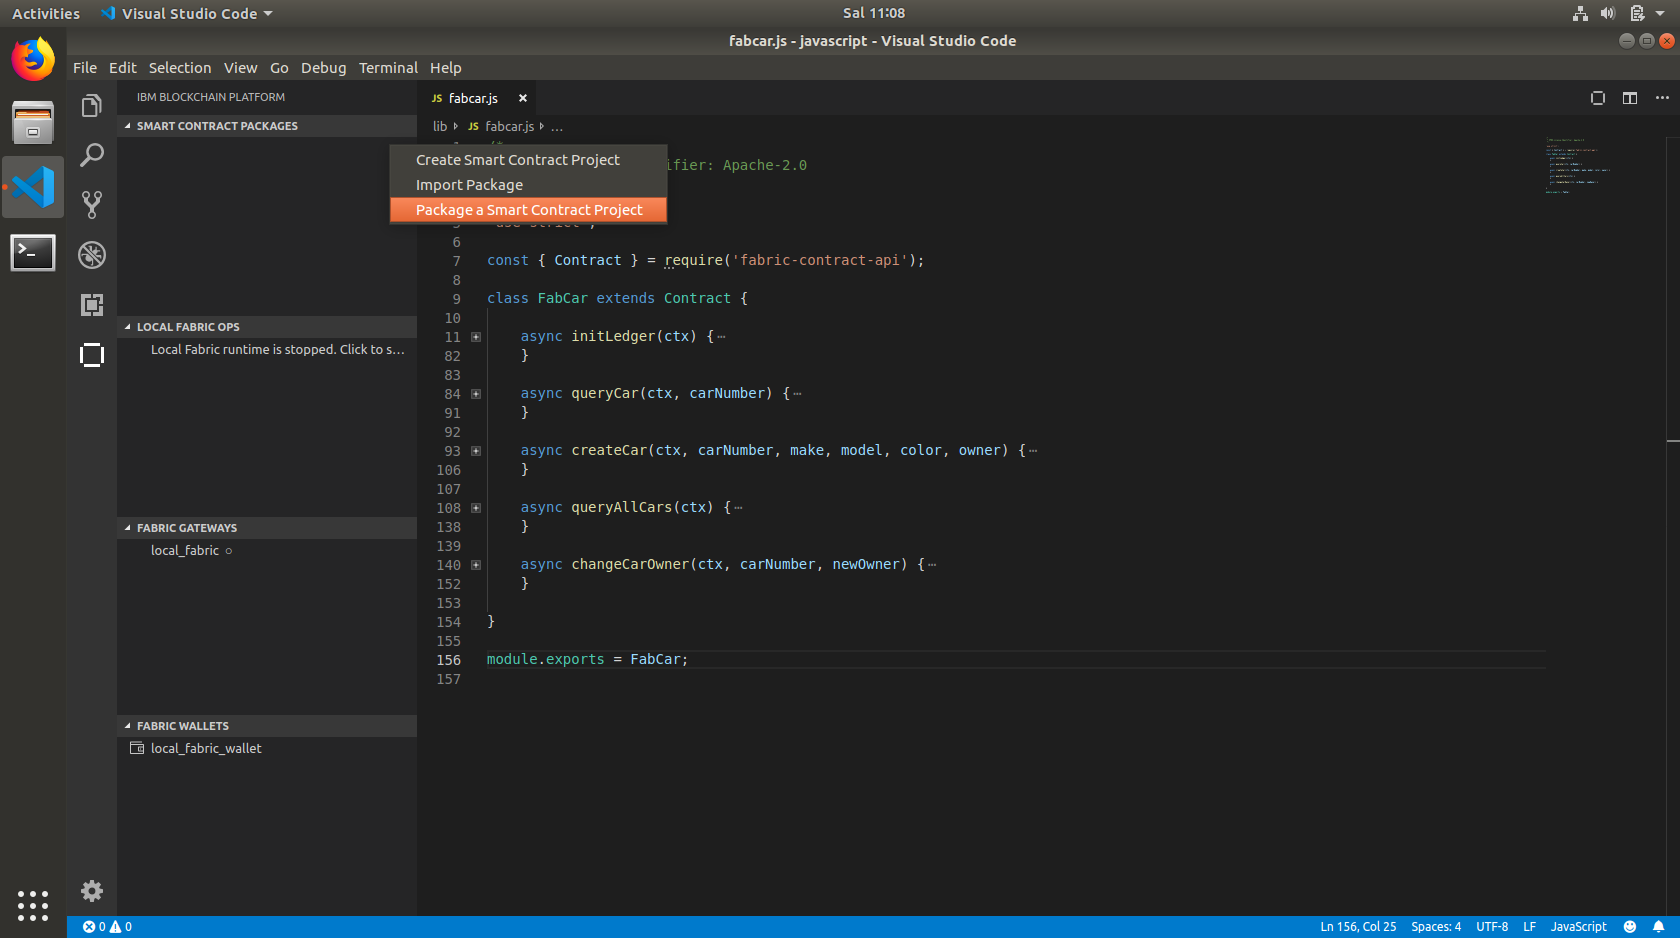 Activities
Visual Studio Code
Sal 11:08
fabcar.js - javascript - Visual Studio Code
File Edit Selection View Go Debug Terminal Help
IBM BLOCKCHAIN PLATFORM
SMART CONTRACT PACKAGES
LOCAL FABRIC OPS
Local Fabric runtime is stopped. Click to s...
FABRIC GATEWAYS
local_fabric
FABRIC WALLETS
local_fabric_wallet
JS fabcar.js
lib JS fabcar.js ...
Create Smart Contract Project
Import Package
Package a Smart Contract Project
/*
ifier: Apache-2.0
6
7 const { Contract } = require('fabric-contract-api');
8
9 class FabCar extends Contract {
10
11 async initLedger(ctx) {...
82 }
83
84 async queryCar(ctx, carNumber) {...
91 }
92
93 async createCar(ctx, carNumber, make, model, color, owner) {...
106 }
107
108 async queryAllCars(ctx) {...
138 }
139
140 async changeCarOwner(ctx, carNumber, newOwner) {...
152 }
153
154 }
155
156 module.exports = FabCar;
157
0 0
Ln 156, Col 25 Spaces: 4 UTF-8 LF JavaScript